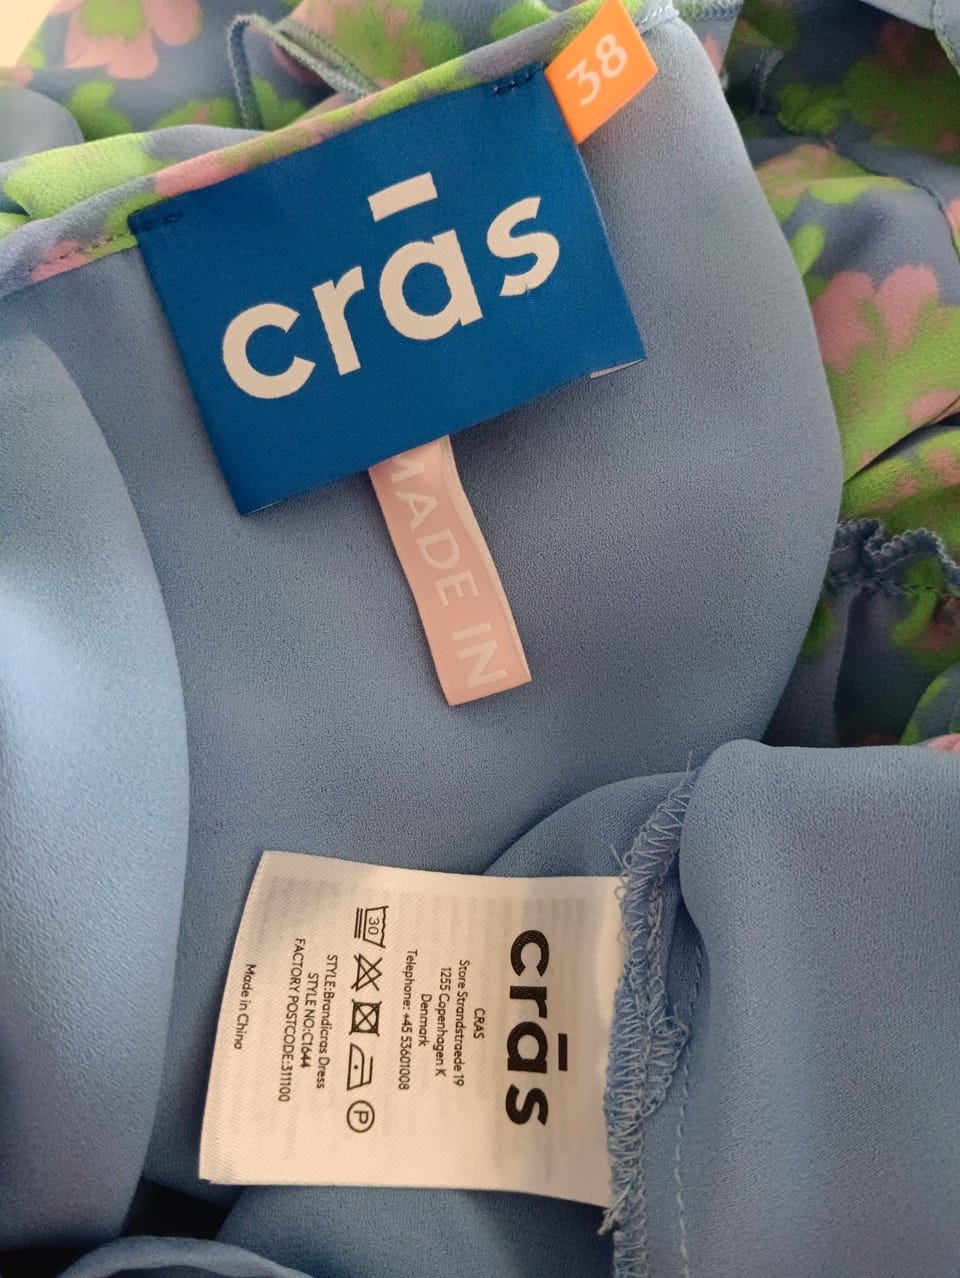 38
crās
MADE IN
crās
CRAS
Store Strandstraede 19
1255 Copenhagen K
Denmark
Telephone: +45 53601008
30
P
STYLE:Brandicras Dress
STYLE NO:C1644
FACTORY POSTCODE:311100
Made in China